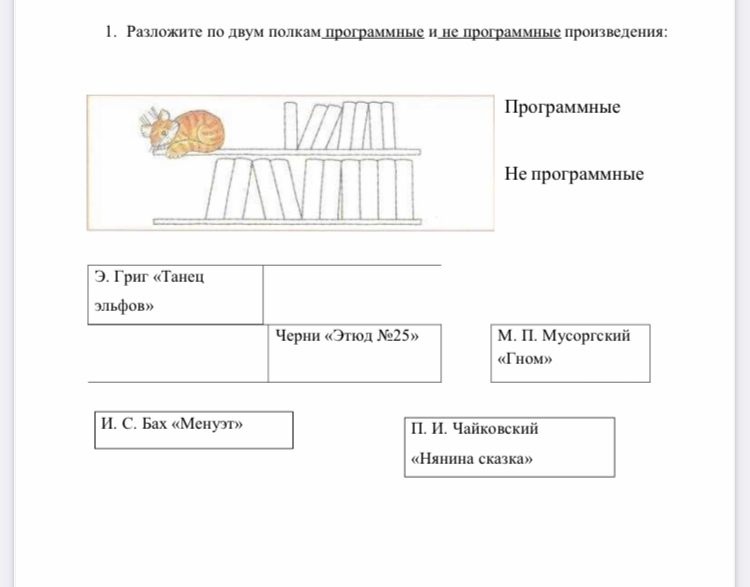 1. Разложите по двум полкам программные и не программные произведения:
Программные
Не программные
Э. Григ «Танец
эльфов»
Черни «Этюд №25»
М. П. Мусоргский
«Гном»
И. С. Бах «Менуэт»
П. И. Чайковский
«Нянина сказка»